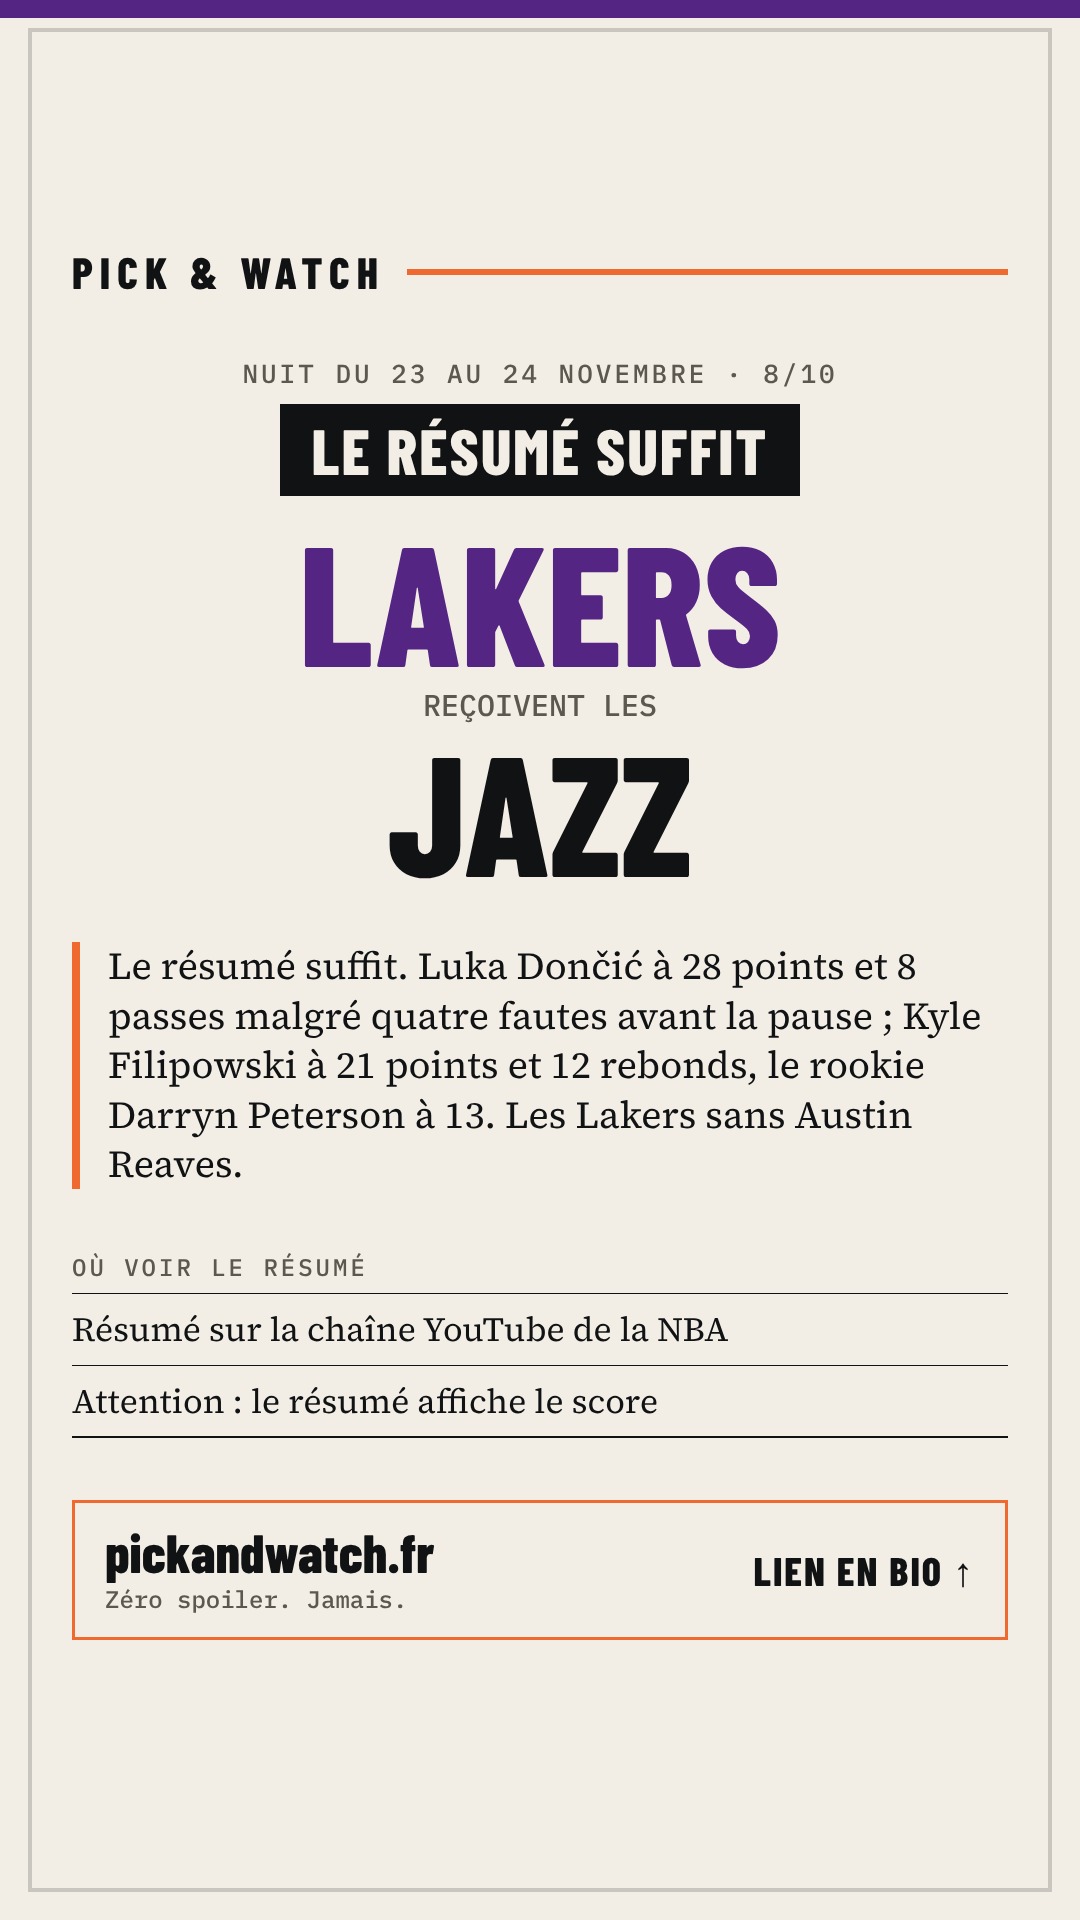 PICK & WATCH
NUIT DU 23 AU 24 NOVEMBRE · 8/10
LE RÉSUMÉ SUFFIT
LAKERS
REÇOIVENT LES
JAZZ
Le résumé suffit. Luka Dončić à 28 points et 8
passes malgré quatre fautes avant la pause ; Kyle
Filipowski à 21 points et 12 rebonds, le rookie
Darryn Peterson à 13. Les Lakers sans Austin
Reaves.
OÙ VOIR LE RÉSUMÉ
Résumé sur la chaîne YouTube de la NBA
Attention : le résumé affiche le score
pickandwatch.fr
LIEN EN BIO ↑
Zéro spoiler. Jamais.